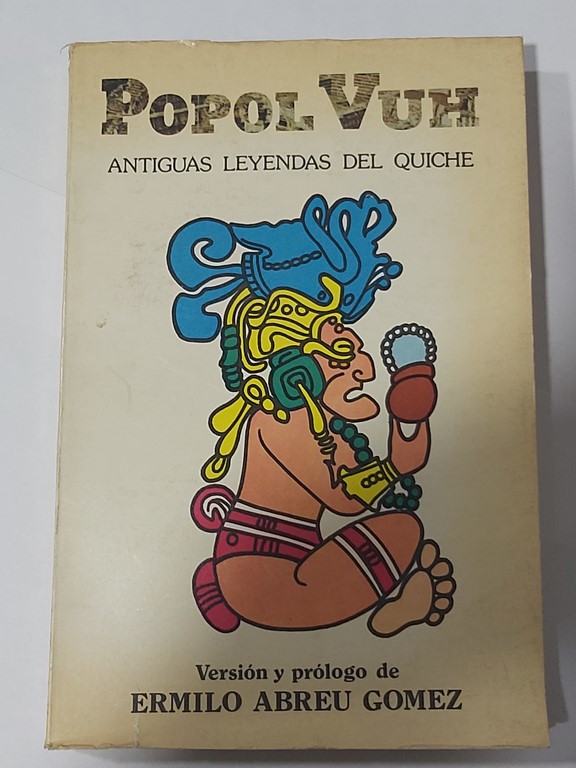 POPOL VUH
ANTIGUAS LEYENDAS DEL QUICHE
Versión y prólogo de
ERMILO ABREU GOMEZ